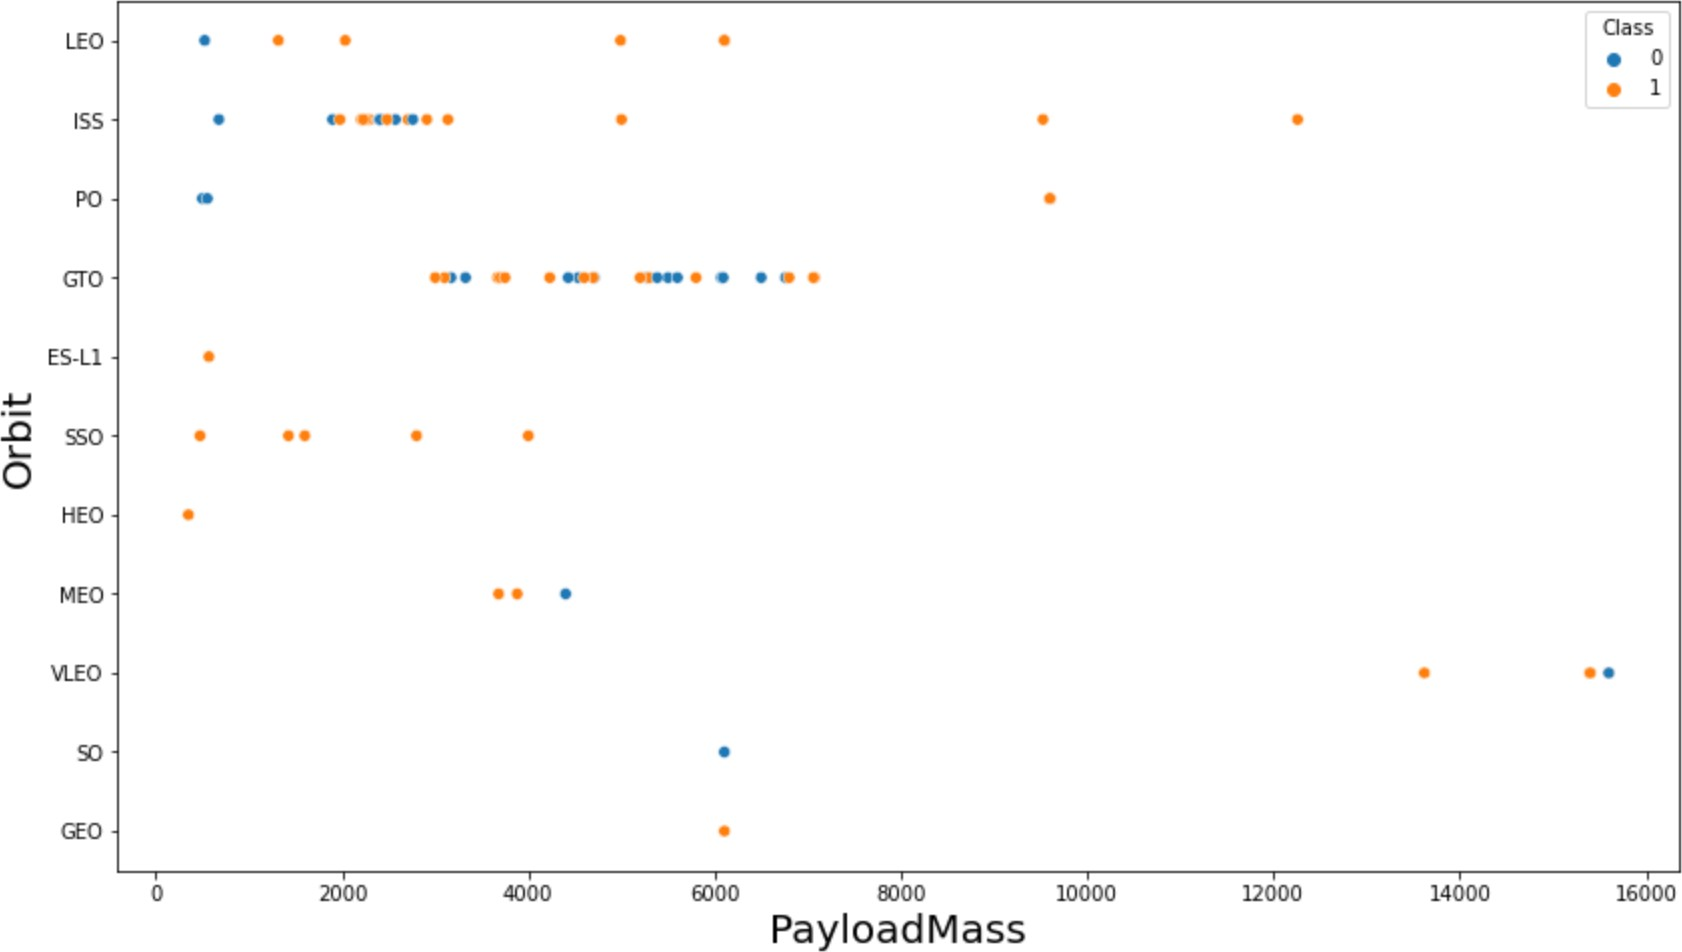 Class
0
1
LEO
ISS
PO
GTO
ES-L1
SSO
HEO
MEO
VLEO
SO
GEO
Orbit
0 2000 4000 6000 8000 10000 12000 14000 16000
PayloadMass